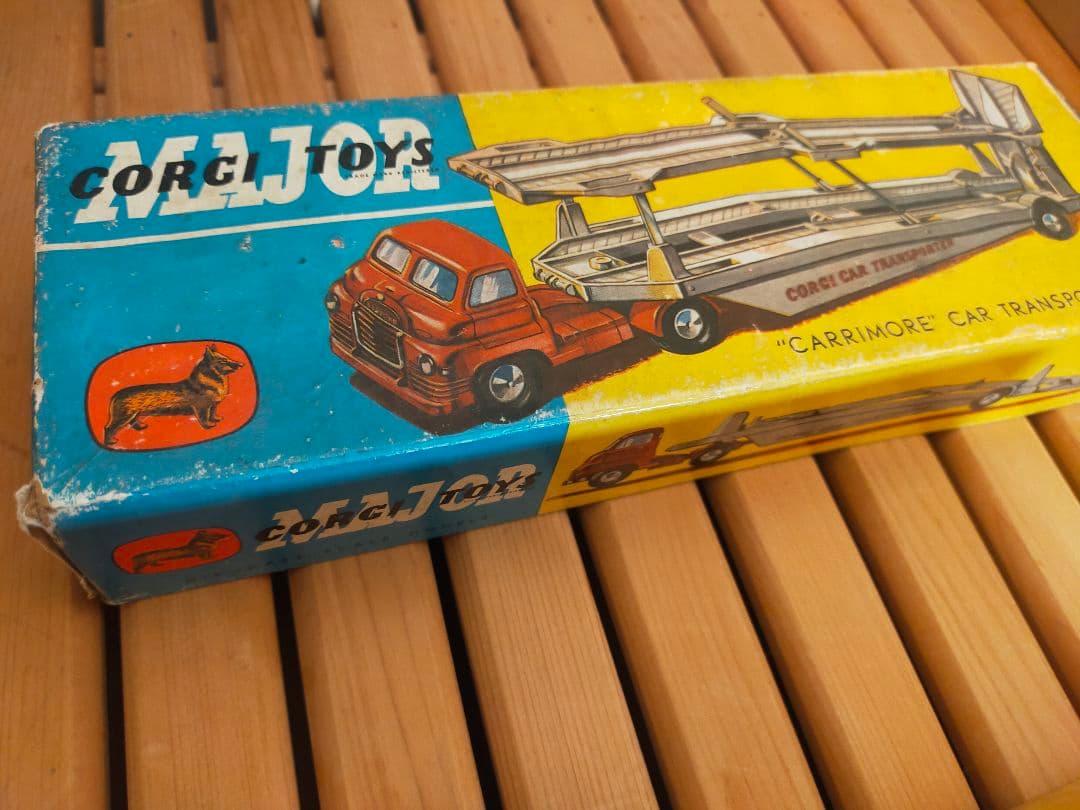 CORGI TOYS
MAJOR
CORGI CAR TRANSPORTER
"CARRIMORE" CAR TRANSPO
CORGI TOYS
MAJOR